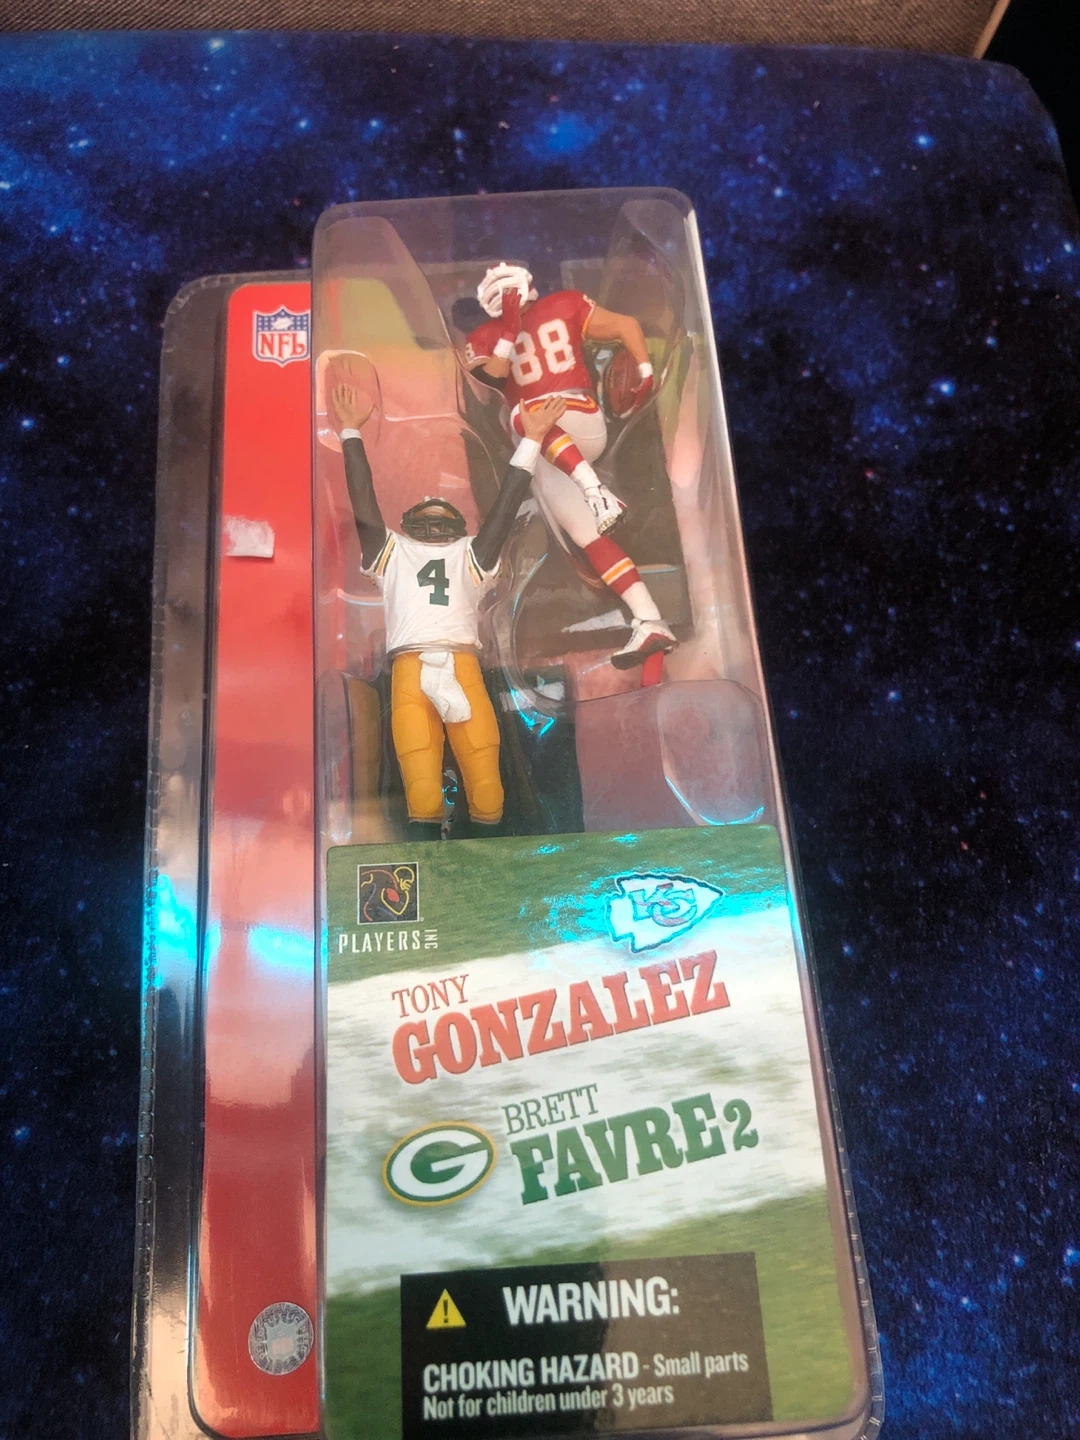 NFL
88
4
PLAYERS INC
KC
TONY
GONZALEZ
BRETT
G
FAVRE 2
WARNING:
CHOKING HAZARD - Small parts
Not for children under 3 years